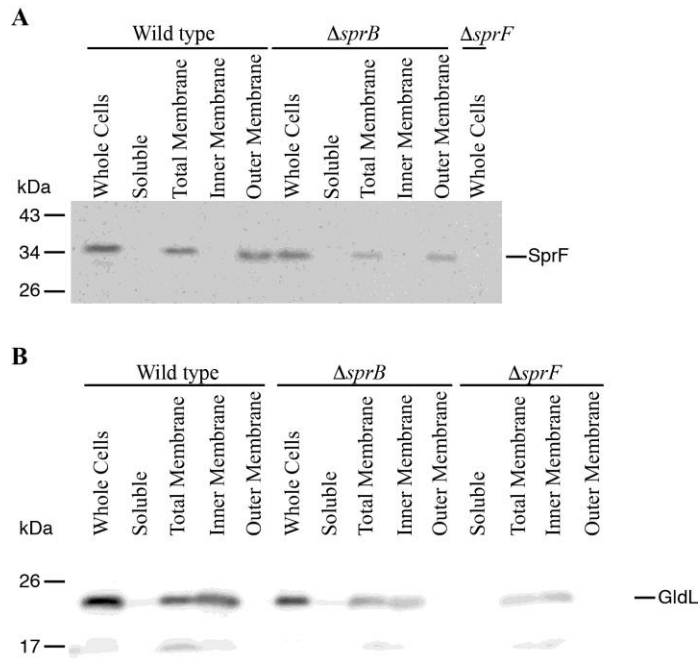 A
Wild type
ΔsprB
ΔsprF
Whole Cells
Soluble
Total Membrane
Inner Membrane
Outer Membrane
Whole Cells
Soluble
Total Membrane
Inner Membrane
Outer Membrane
Whole Cells
kDa
43
34
26
SprF
B
Wild type
ΔsprB
ΔsprF
Whole Cells
Soluble
Total Membrane
Inner Membrane
Outer Membrane
Whole Cells
Soluble
Total Membrane
Inner Membrane
Outer Membrane
Soluble
Total Membrane
Inner Membrane
Outer Membrane
kDa
26
17
GldL